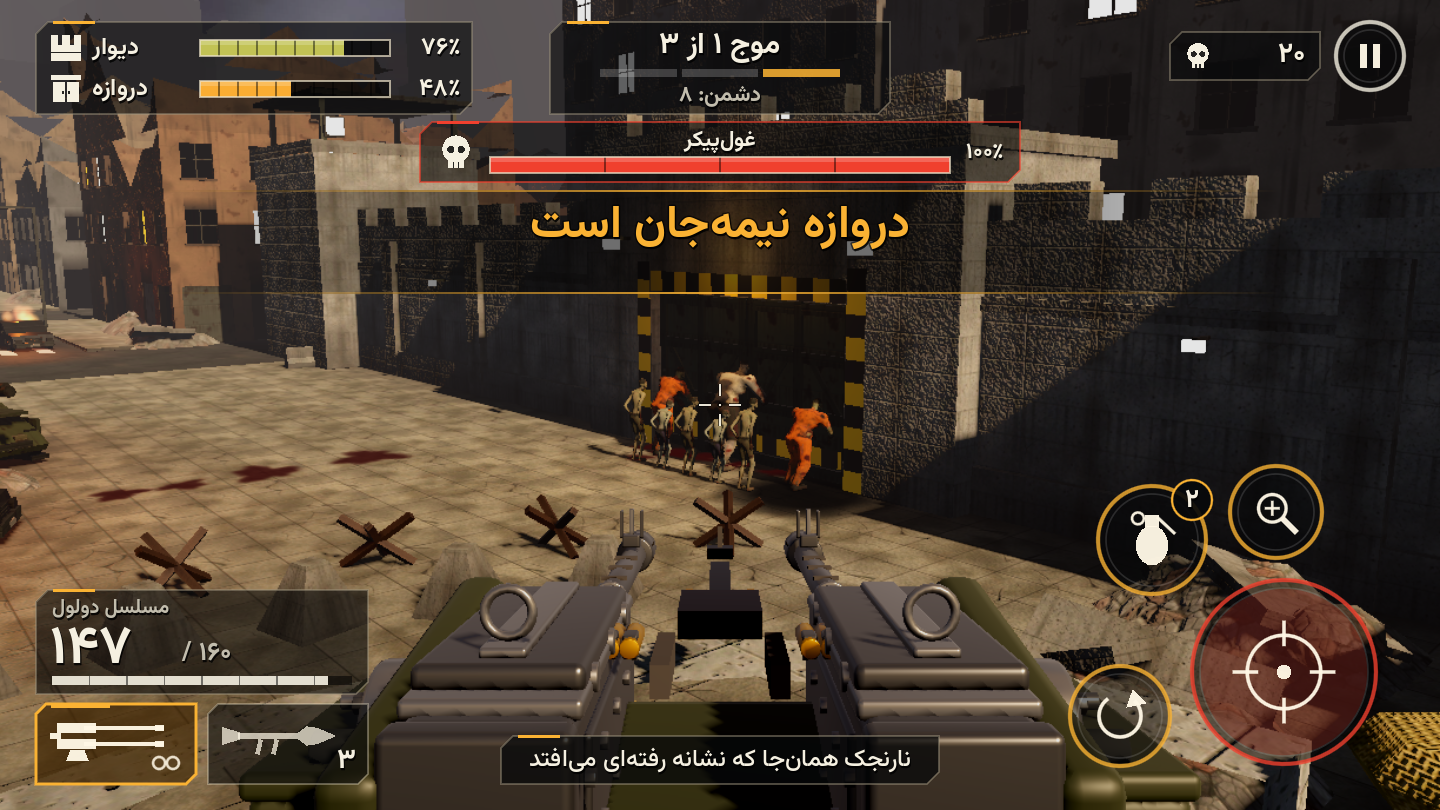 دیوار ۷۶٪
دروازه ۴۸٪
موج ۱ از ۳
دشمن: ۸
۲۰
غول‌پیکر
۱۰۰٪
دروازه نیمه‌جان است
۲
مسلسل دولول
۱۴۷ / ۱۶۰
∞
۳
نارنجک همان‌جا که نشانه رفته‌ای می‌افتد